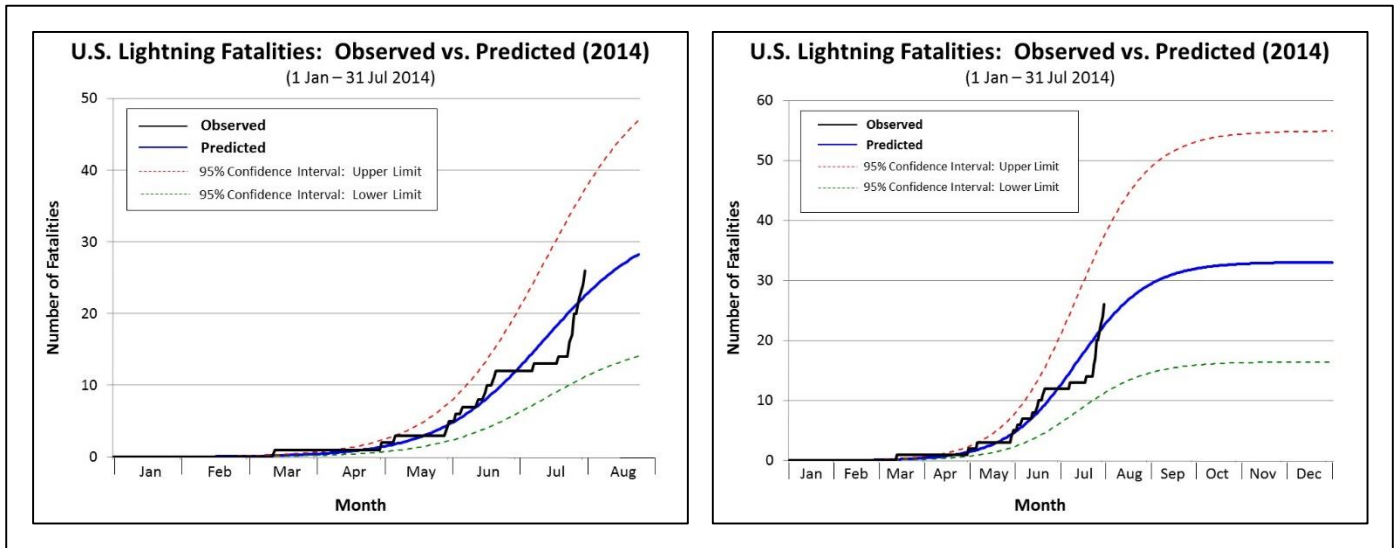 U.S. Lightning Fatalities: Observed vs. Predicted (2014)
(1 Jan – 31 Jul 2014)
50
40
30
20
10
0
Number of Fatalities
Observed
Predicted
95% Confidence Interval: Upper Limit
95% Confidence Interval: Lower Limit
Jan Feb Mar Apr May Jun Jul Aug
Month
U.S. Lightning Fatalities: Observed vs. Predicted (2014)
(1 Jan – 31 Jul 2014)
60
50
40
30
20
10
0
Number of Fatalities
Observed
Predicted
95% Confidence Interval: Upper Limit
95% Confidence Interval: Lower Limit
Jan Feb Mar Apr May Jun Jul Aug Sep Oct Nov Dec
Month